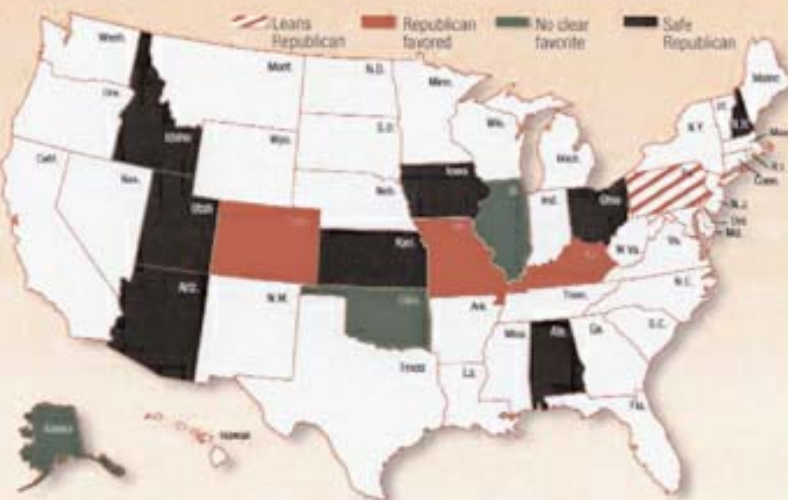 Leans Republican
Republican favored
No clear favorite
Safe Republican
Wash.
Mont.
N.D.
Minn.
Maine
Ore.
Idaho
Wyo.
S.D.
Wis.
Mich.
N.Y.
Vt.
N.H.
Calif.
Nev.
Utah
Neb.
Iowa
Ill.
Ind.
Ohio
R.I.
Conn.
N.J.
Del.
Md.
Kan.
W.Va.
Va.
Ariz.
N.M.
Okla.
Ark.
Tenn.
N.C.
S.C.
Texas
La.
Miss.
Ala.
Ga.
Fla.
ALASKA
HAWAII